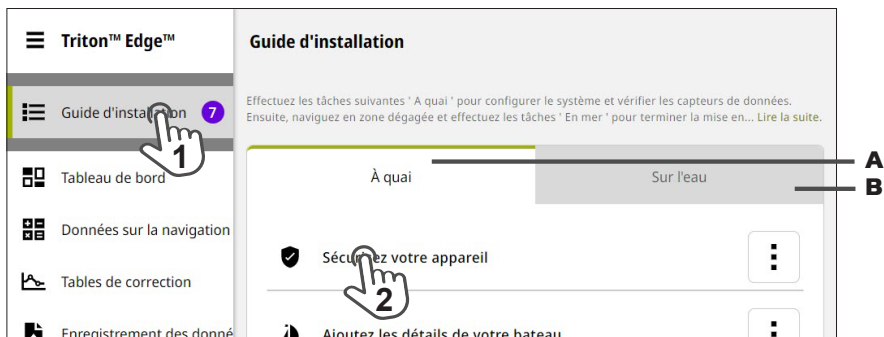 Triton™ Edge™
Guide d'installation
Guide d'installation 7
1
Effectuez les tâches suivantes ' A quai ' pour configurer le système et vérifier les capteurs de données.
Ensuite, naviguez en zone dégagée et effectuez les tâches ' En mer ' pour terminer la mise en... Lire la suite.
Tableau de bord
Données sur la navigation
Tables de correction
Enregistrement des donné
À quai
Sur l'eau
A
B
Sécurisez votre appareil
2
Ajoutez les détails de votre bateau